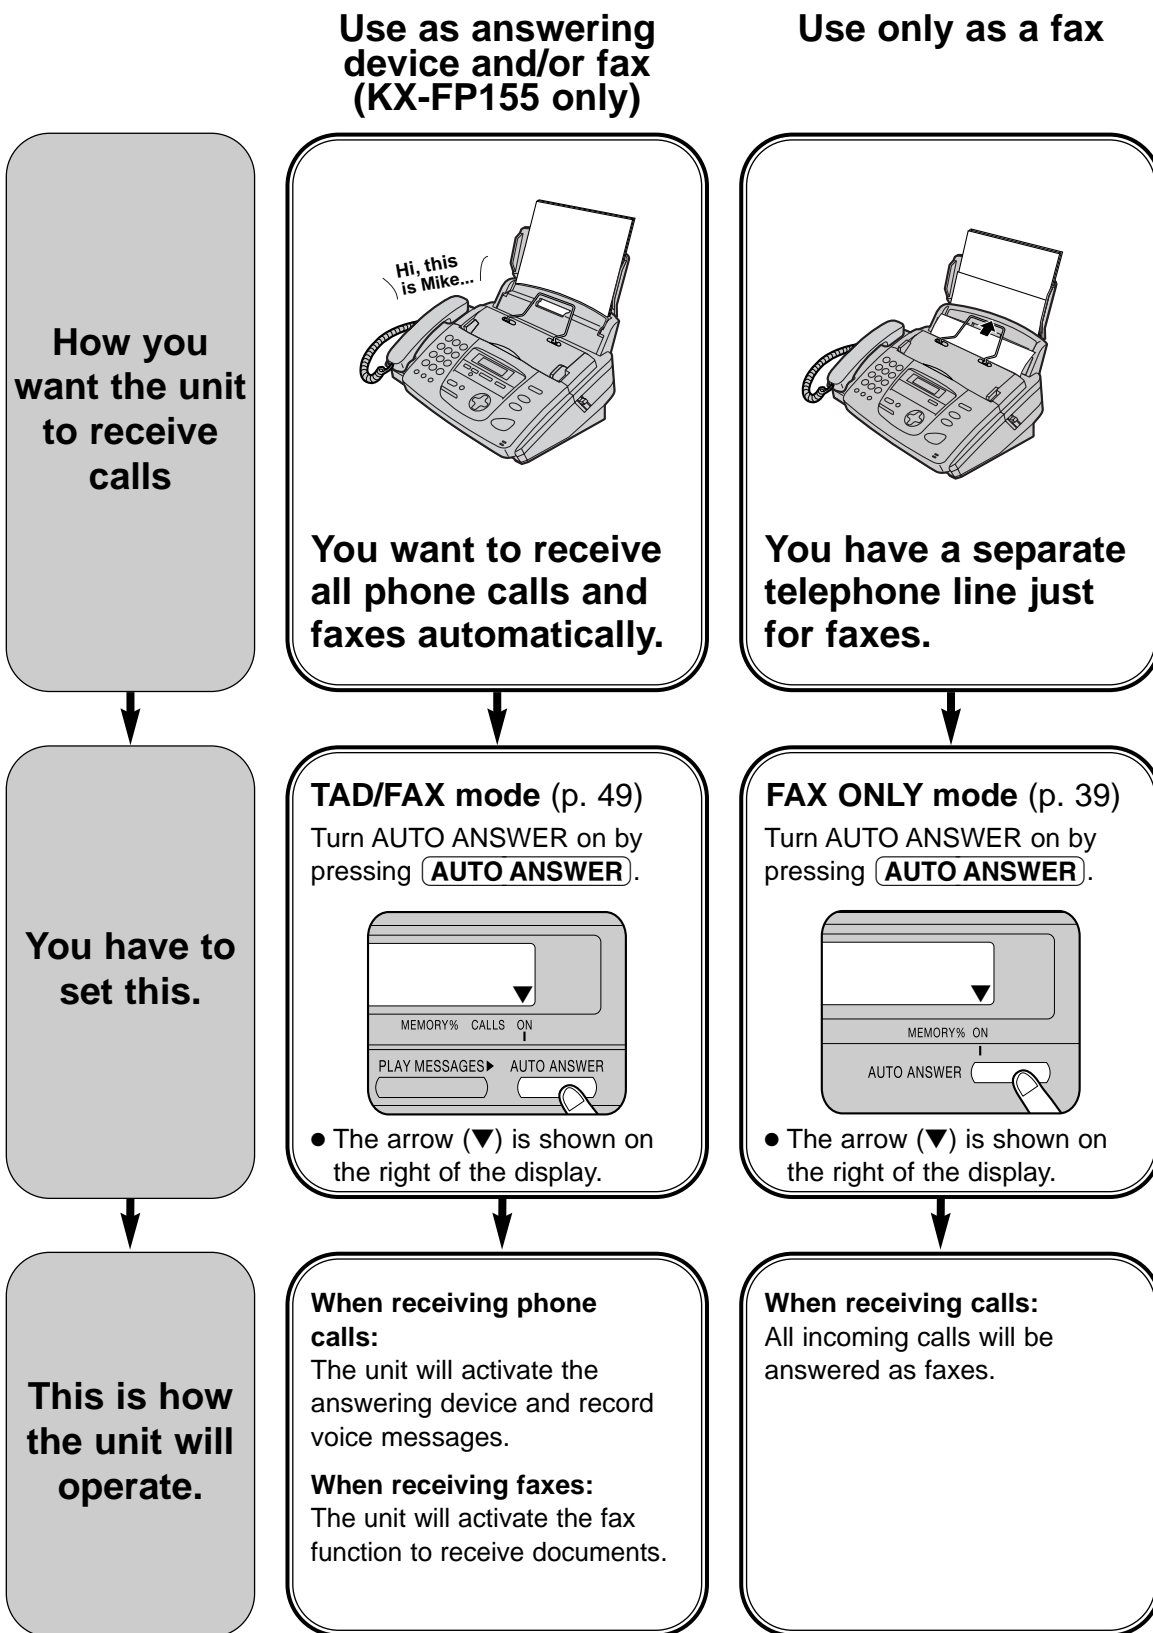 Use as answering
device and/or fax
(KX-FP155 only)
Use only as a fax
How you
want the unit
to receive
calls
Hi, this
is Mike...
You want to receive
all phone calls and
faxes automatically.
You have a separate
telephone line just
for faxes.
You have to
set this.
TAD/FAX mode (p. 49)
Turn AUTO ANSWER on by
pressing AUTO ANSWER.
MEMORY% CALLS ON
PLAY MESSAGES▶ AUTO ANSWER
● The arrow (▼) is shown on
the right of the display.
FAX ONLY mode (p. 39)
Turn AUTO ANSWER on by
pressing AUTO ANSWER.
MEMORY% ON
AUTO ANSWER
● The arrow (▼) is shown on
the right of the display.
This is how
the unit will
operate.
When receiving phone
calls:
The unit will activate the
answering device and record
voice messages.
When receiving faxes:
The unit will activate the fax
function to receive documents.
When receiving calls:
All incoming calls will be
answered as faxes.